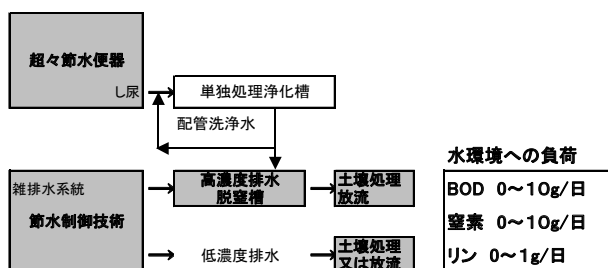 超々節水便器
し尿
単独処理浄化槽
配管洗浄水
水環境への負荷
雑排水系統
節水制御技術
高濃度排水
脱窒槽
土壌処理
放流
BOD 0~10g/日
窒素 0~10g/日
リン 0~1g/日
低濃度排水
土壌処理
又は放流